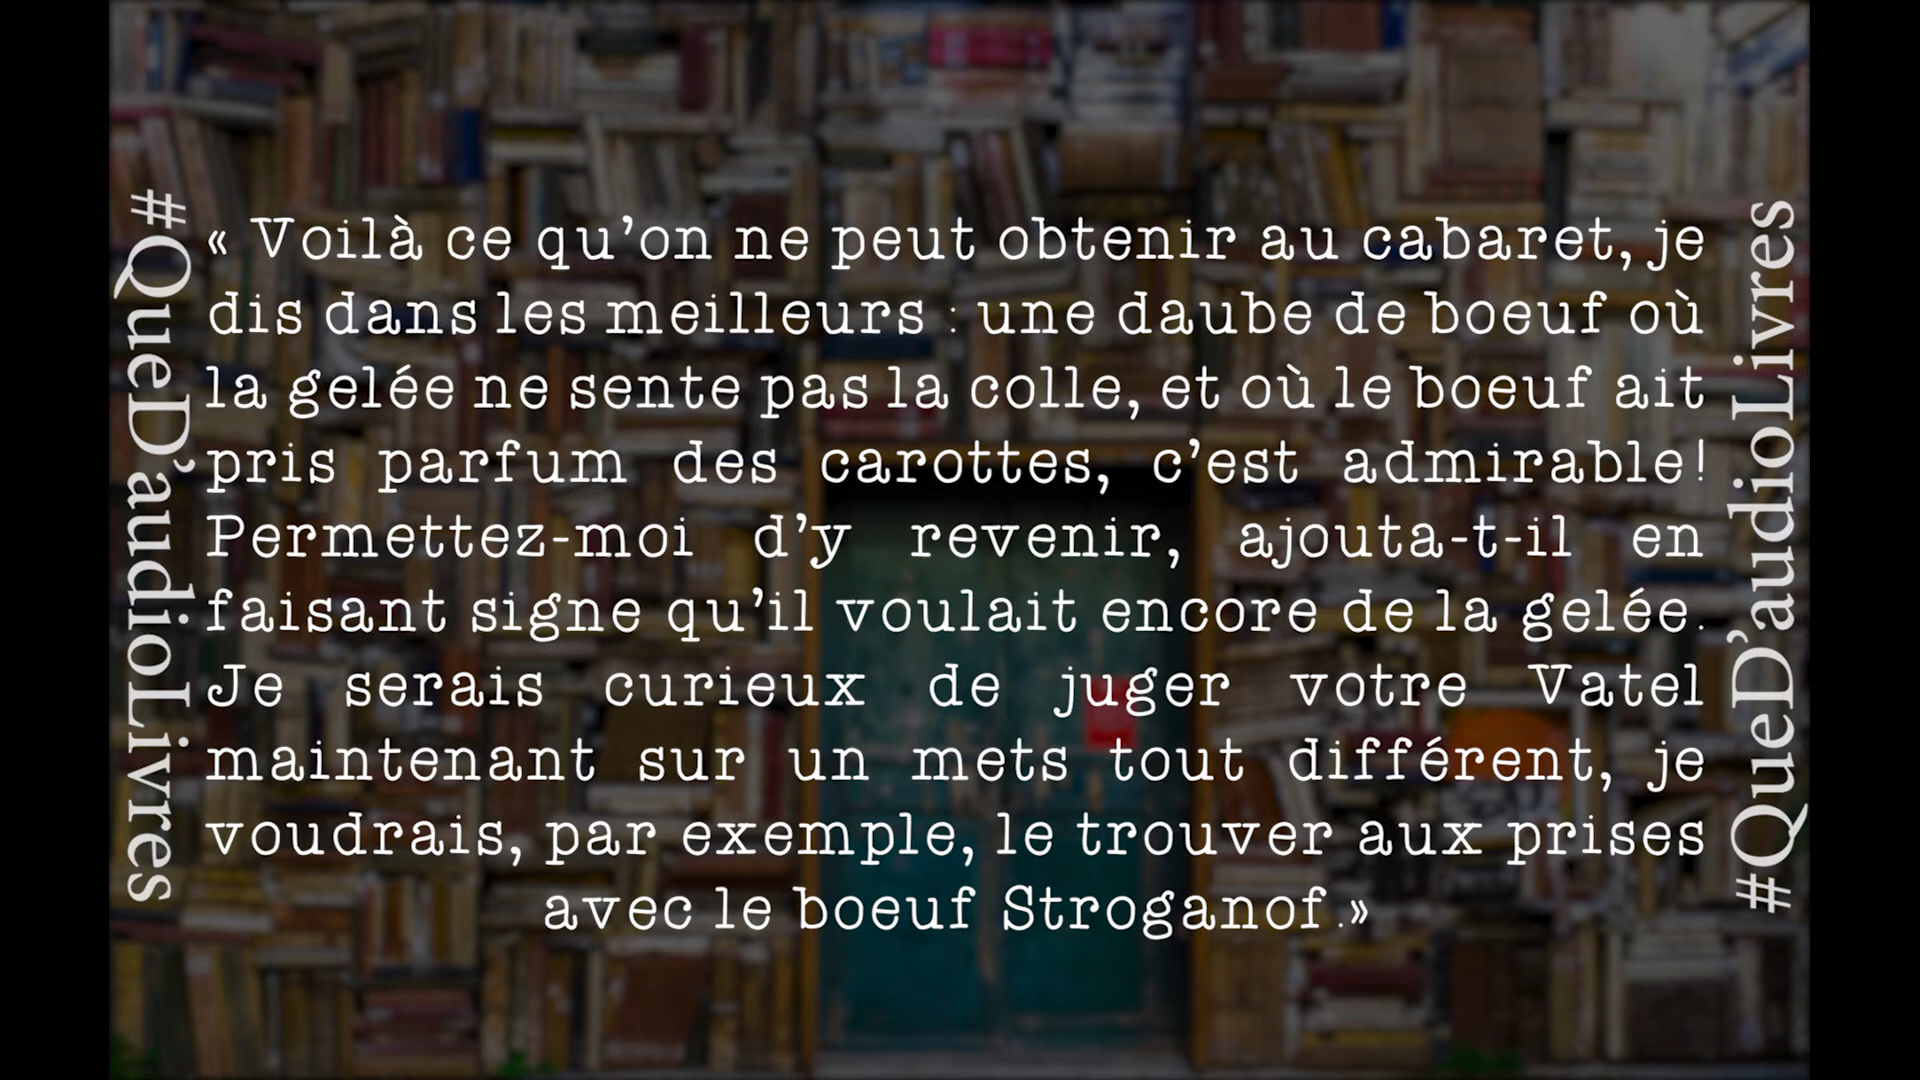 #QueD'audioLivres
« Voilà ce qu’on ne peut obtenir au cabaret, je
dis dans les meilleurs : une daube de boeuf où
la gelée ne sente pas la colle, et où le boeuf ait
pris parfum des carottes, c’est admirable!
Permettez-moi d’y revenir, ajouta-t-il en
faisant signe qu’il voulait encore de la gelée.
Je serais curieux de juger votre Vatel
maintenant sur un mets tout différent, je
voudrais, par exemple, le trouver aux prises
avec le boeuf Stroganof.»
#QueD'audioLivres